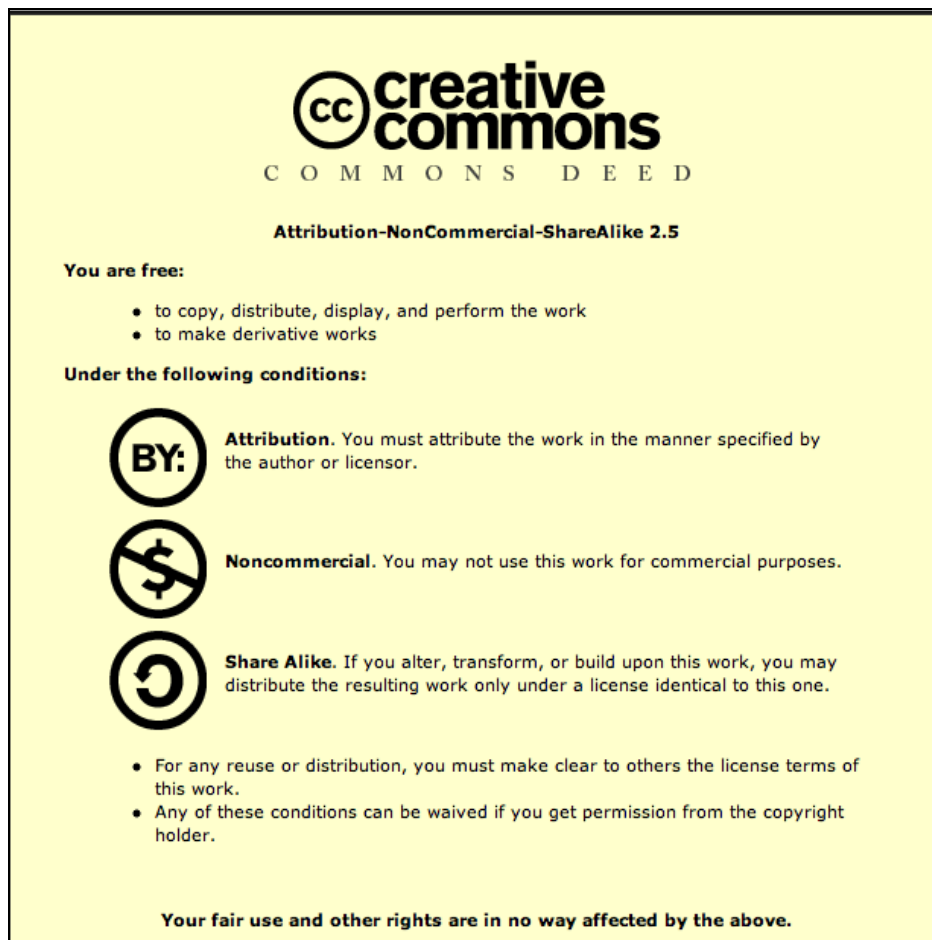 cc creative
commons
COMMONS DEED
Attribution-NonCommercial-ShareAlike 2.5
You are free:
• to copy, distribute, display, and perform the work
• to make derivative works
Under the following conditions:
BY:
Attribution. You must attribute the work in the manner specified by
the author or licensor.
$
Noncommercial. You may not use this work for commercial purposes.
Share Alike. If you alter, transform, or build upon this work, you may
distribute the resulting work only under a license identical to this one.
• For any reuse or distribution, you must make clear to others the license terms of
this work.
• Any of these conditions can be waived if you get permission from the copyright
holder.
Your fair use and other rights are in no way affected by the above.